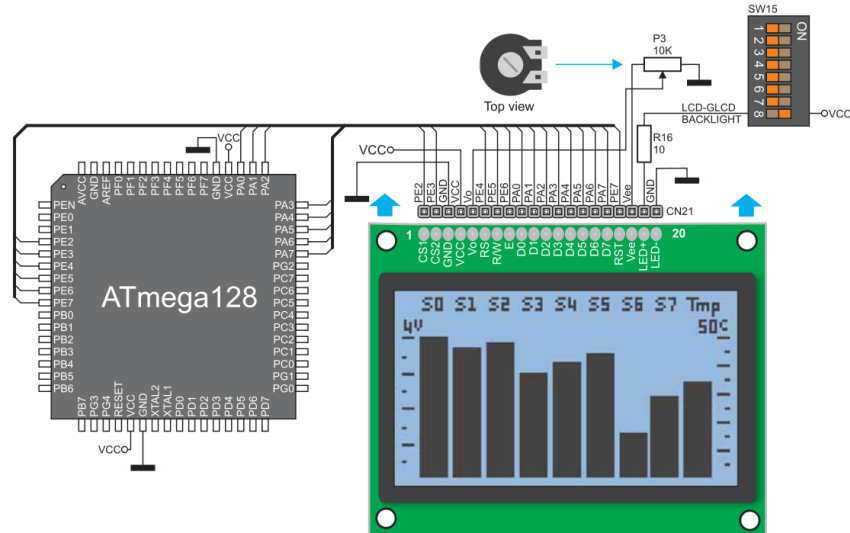 SW15
ON
1
2
3
4
5
6
7
8
VCC
P3
10K
Top view
LCD-GLCD
BACKLIGHT
R16
10
VCC
VCC
PE2
PE3
GND
VCC
Vo
PE4
PE5
PE6
PA0
PA1
PA2
PA3
PA4
PA5
PA6
PA7
PE7
Vee
GND
CN21
1
20
CS1
CS2
GND
VCC
Vo
RS
R/W
E
D0
D1
D2
D3
D4
D5
D6
D7
RST
Vee
LED+
LED-
AVCC
GND
AREF
PF0
PF1
PF2
PF3
PF4
PF5
PF6
PF7
GND
VCC
PA0
PA1
PA2
PEN
PE0
PE1
PE2
PE3
PE4
PE5
PE6
PE7
PB0
PB1
PB2
PB3
PB4
PB5
PB6
ATmega128
PA3
PA4
PA5
PA6
PA7
PG2
PC7
PC6
PC5
PC4
PC3
PC2
PC1
PC0
PG1
PG0
PB7
PG3
PG4
RESET
VCC
GND
XTAL2
XTAL1
PD0
PD1
PD2
PD3
PD4
PD5
PD6
PD7
VCC
S0 S1 S2 S3 S4 S5 S6 S7 Tmp
4V 50C